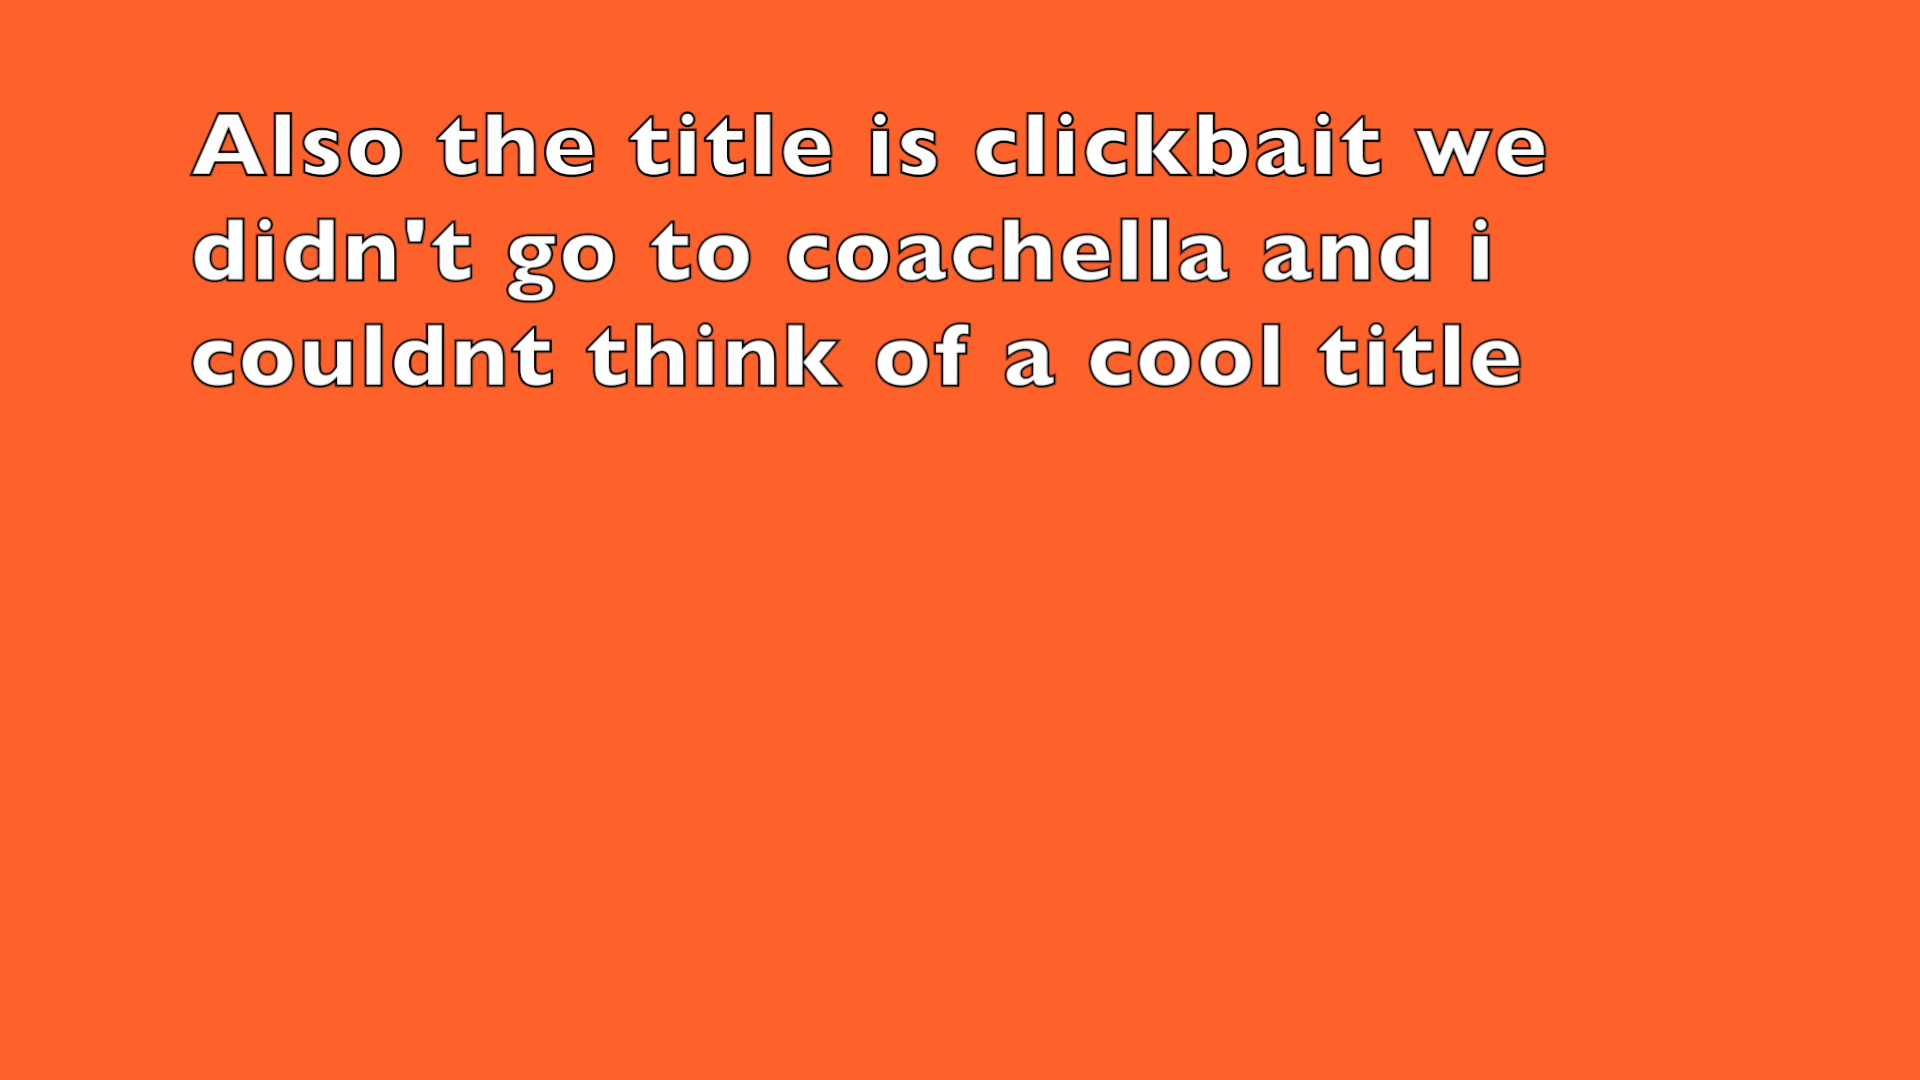 Also the title is clickbait we
didn't go to coachella and i
couldnt think of a cool title